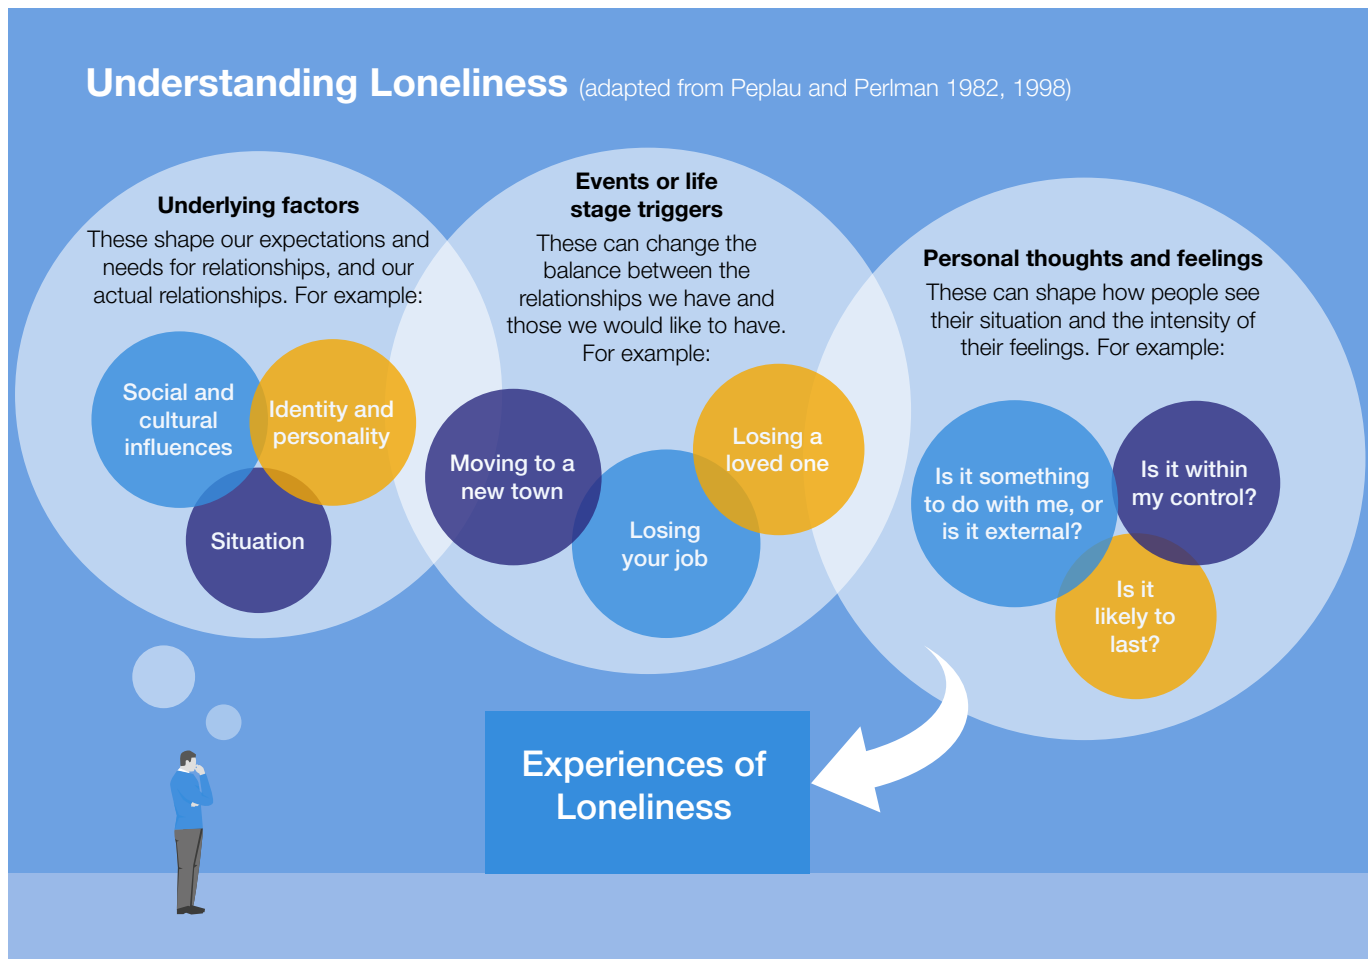 Understanding Loneliness (adapted from Peplau and Perlman 1982, 1998)
Underlying factors
These shape our expectations and
needs for relationships, and our
actual relationships. For example:
Social and
cultural
influences
Identity and
personality
Situation
Events or life
stage triggers
These can change the
balance between the
relationships we have and
those we would like to have.
For example:
Moving to a
new town
Losing
your job
Losing a
loved one
Personal thoughts and feelings
These can shape how people see
their situation and the intensity of
their feelings. For example:
Is it something
to do with me, or
is it external?
Is it within
my control?
Is it
likely to
last?
Experiences of
Loneliness